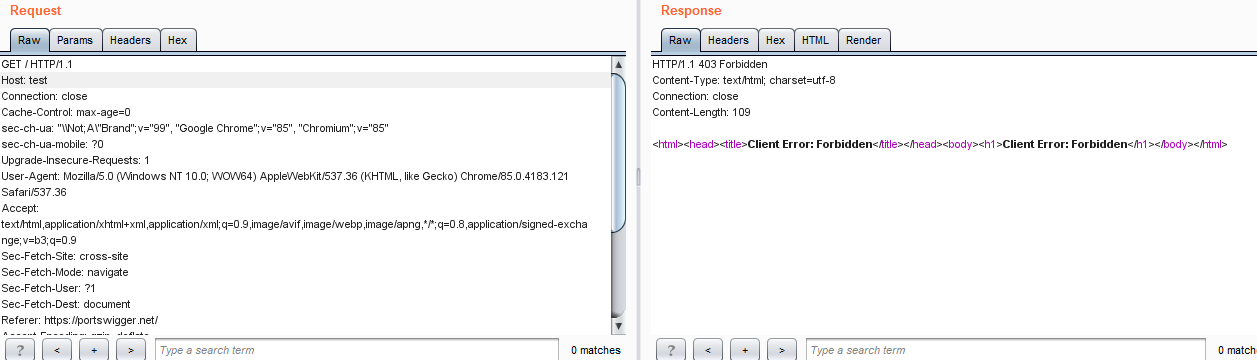 Request
Raw Params Headers Hex
GET / HTTP/1.1
Host: test
Connection: close
Cache-Control: max-age=0
sec-ch-ua: "\\Not;A\"Brand";v="99", "Google Chrome";v="85", "Chromium";v="85"
sec-ch-ua-mobile: ?0
Upgrade-Insecure-Requests: 1
User-Agent: Mozilla/5.0 (Windows NT 10.0; WOW64) AppleWebKit/537.36 (KHTML, like Gecko) Chrome/85.0.4183.121
Safari/537.36
Accept:
text/html,application/xhtml+xml,application/xml;q=0.9,image/avif,image/webp,image/apng,*/*;q=0.8,application/signed-excha
nge;v=b3;q=0.9
Sec-Fetch-Site: cross-site
Sec-Fetch-Mode: navigate
Sec-Fetch-User: ?1
Sec-Fetch-Dest: document
Referer: https://portswigger.net/
Accept-Encoding: gzip, deflate
? < + > Type a search term 0 matches
Response
Raw Headers Hex HTML Render
HTTP/1.1 403 Forbidden
Content-Type: text/html; charset=utf-8
Connection: close
Content-Length: 109
<html><head><title>Client Error: Forbidden</title></head><body><h1>Client Error: Forbidden</h1></body></html>
? < + > Type a search term 0 match